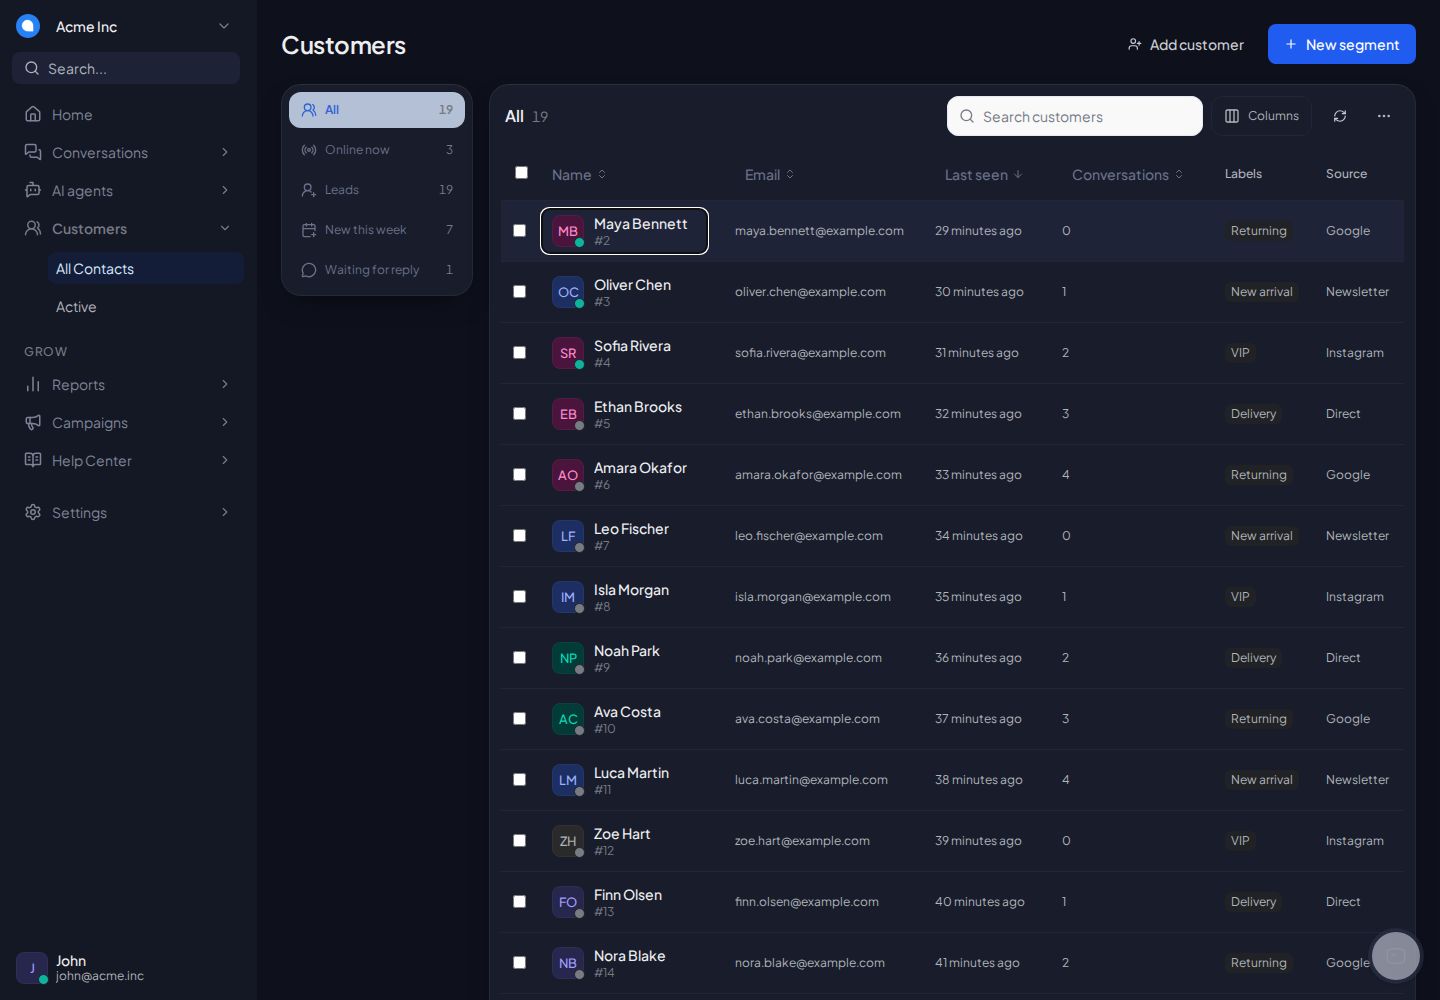 Acme Inc
Search...
Home
Conversations
AI agents
Customers
All Contacts
Active
GROW
Reports
Campaigns
Help Center
Settings
J
John
john@acme.inc
Customers
Add customer
New segment
All 19
Online now 3
Leads 19
New this week 7
Waiting for reply 1
All 19
Search customers
Columns
Name Email Last seen Conversations Labels Source
MB Maya Bennett #2 maya.bennett@example.com 29 minutes ago 0 Returning Google
OC Oliver Chen #3 oliver.chen@example.com 30 minutes ago 1 New arrival Newsletter
SR Sofia Rivera #4 sofia.rivera@example.com 31 minutes ago 2 VIP Instagram
EB Ethan Brooks #5 ethan.brooks@example.com 32 minutes ago 3 Delivery Direct
AO Amara Okafor #6 amara.okafor@example.com 33 minutes ago 4 Returning Google
LF Leo Fischer #7 leo.fischer@example.com 34 minutes ago 0 New arrival Newsletter
IM Isla Morgan #8 isla.morgan@example.com 35 minutes ago 1 VIP Instagram
NP Noah Park #9 noah.park@example.com 36 minutes ago 2 Delivery Direct
AC Ava Costa #10 ava.costa@example.com 37 minutes ago 3 Returning Google
LM Luca Martin #11 luca.martin@example.com 38 minutes ago 4 New arrival Newsletter
ZH Zoe Hart #12 zoe.hart@example.com 39 minutes ago 0 VIP Instagram
FO Finn Olsen #13 finn.olsen@example.com 40 minutes ago 1 Delivery Direct
NB Nora Blake #14 nora.blake@example.com 41 minutes ago 2 Returning Google